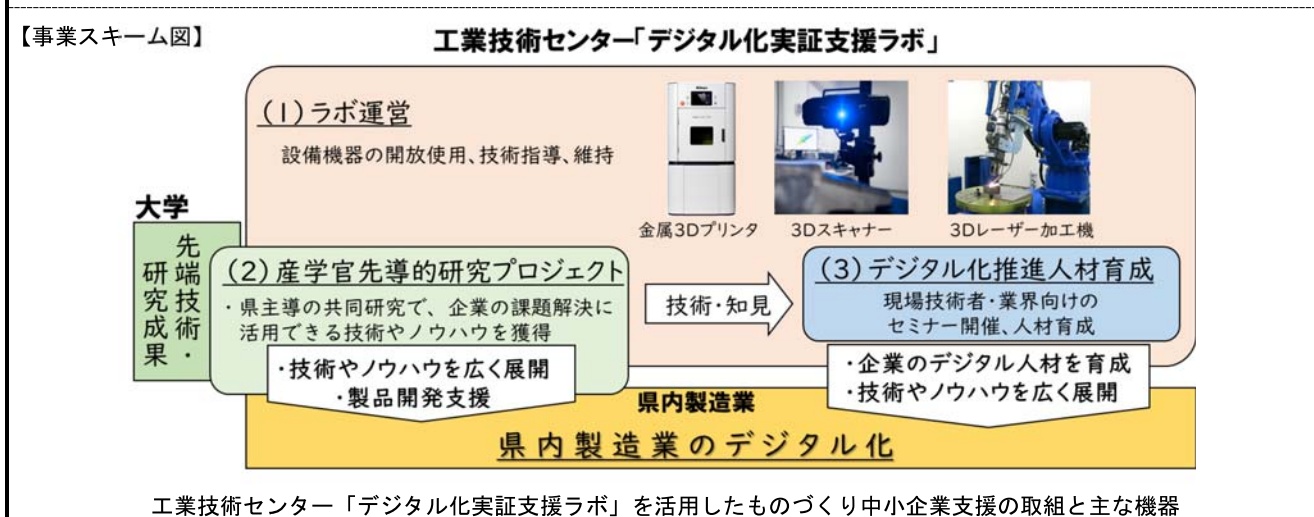 【事業スキーム図】
工業技術センター「デジタル化実証支援ラボ」
(1)ラボ運営
設備機器の開放使用、技術指導、維持
金属3Dプリンタ
3Dスキャナー
3Dレーザー加工機
大学
先端技術・
研究成果
(2)産学官先導的研究プロジェクト
・県主導の共同研究で、企業の課題解決に
活用できる技術やノウハウを獲得
技術・知見
(3)デジタル化推進人材育成
現場技術者・業界向けの
セミナー開催、人材育成
・技術やノウハウを広く展開
・製品開発支援
・企業のデジタル人材を育成
・技術やノウハウを広く展開
県内製造業
県内製造業のデジタル化
工業技術センター「デジタル化実証支援ラボ」を活用したものづくり中小企業支援の取組と主な機器